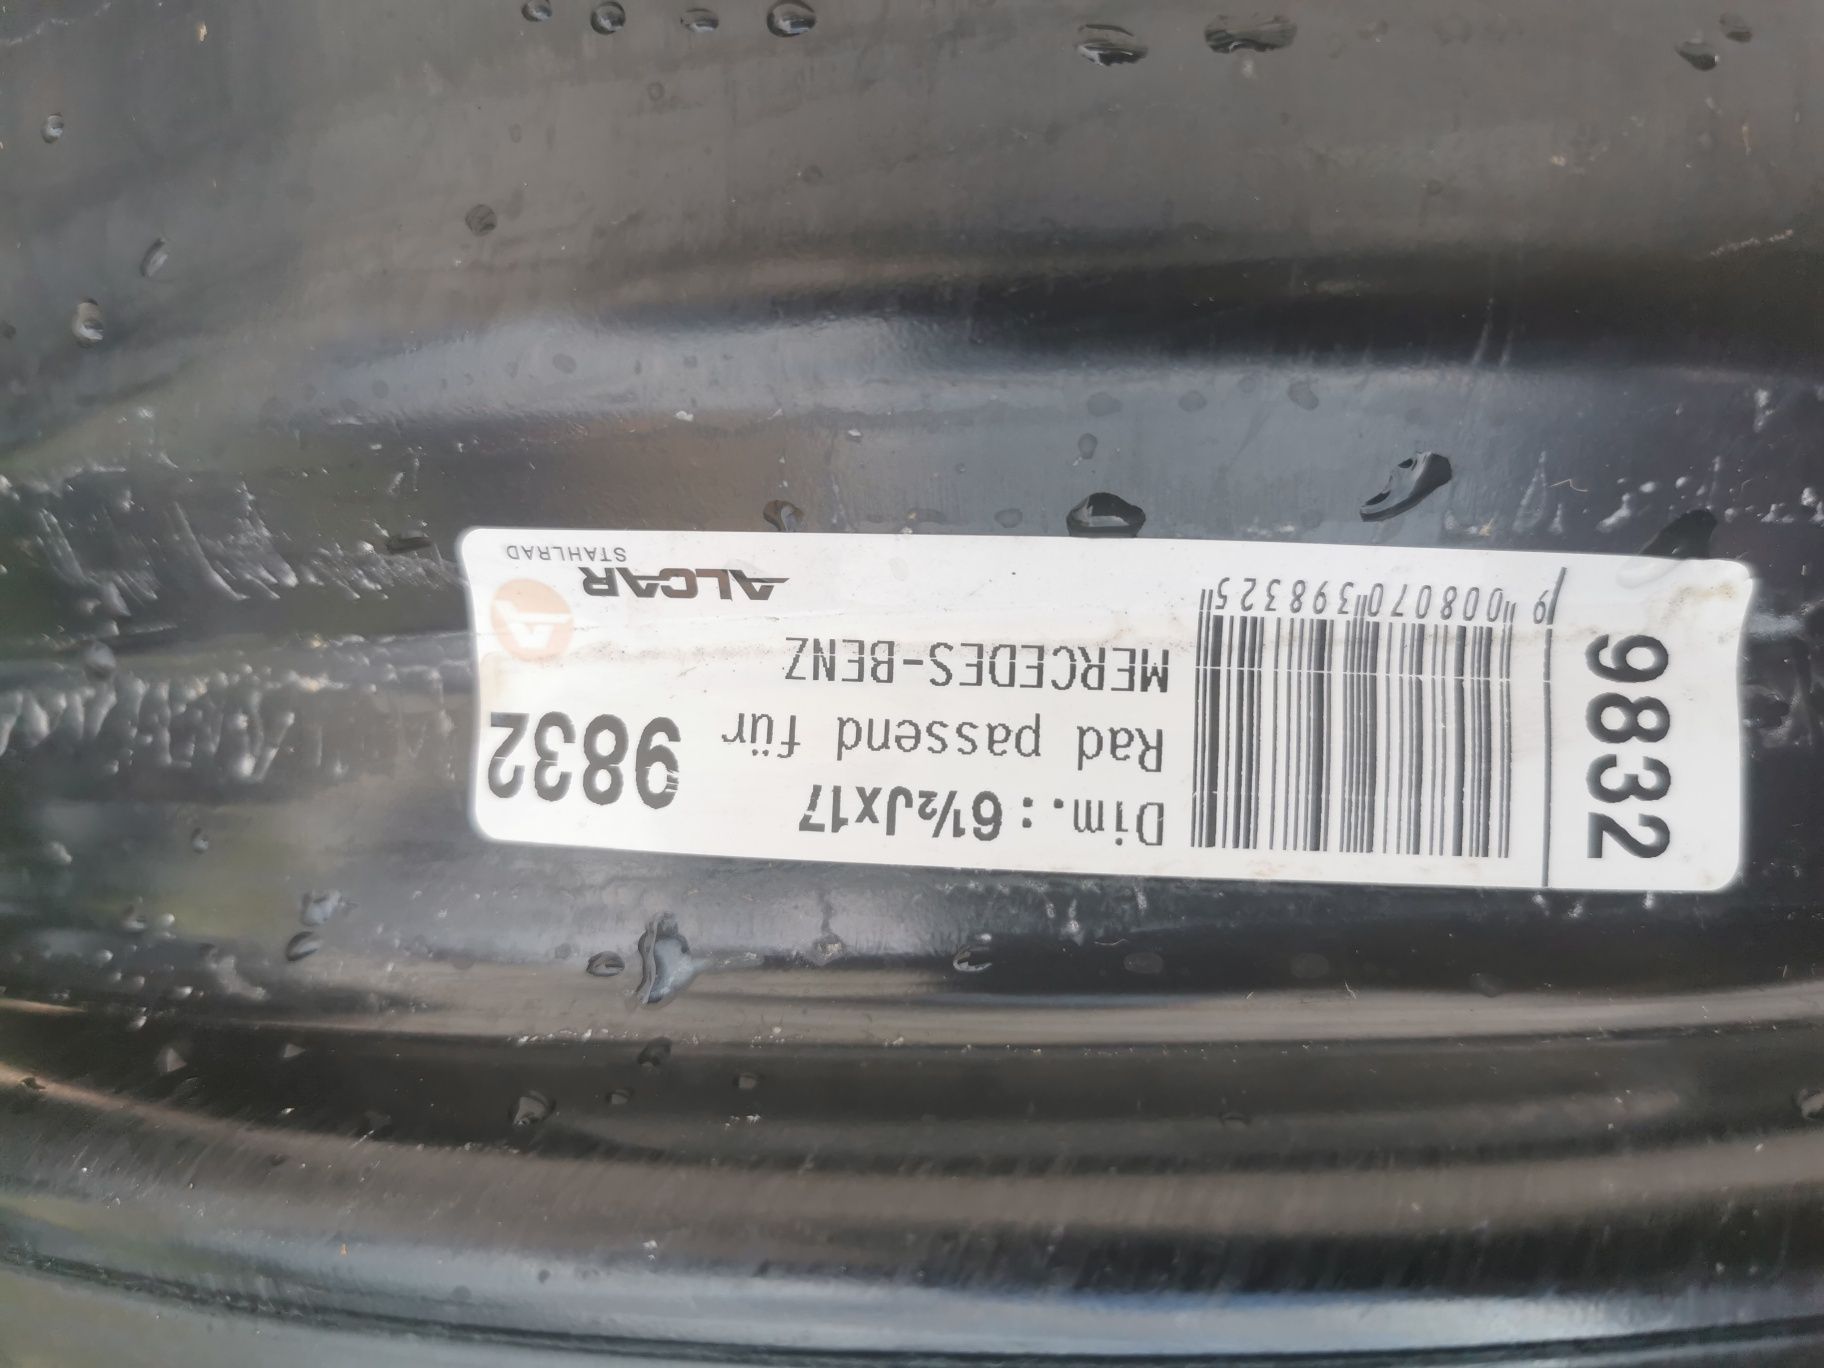 9832
9 008070 398325
Dim.: 6½Jx17
Rad passend für
MERCEDES-BENZ
9832
ALCAR
STAHLRAD